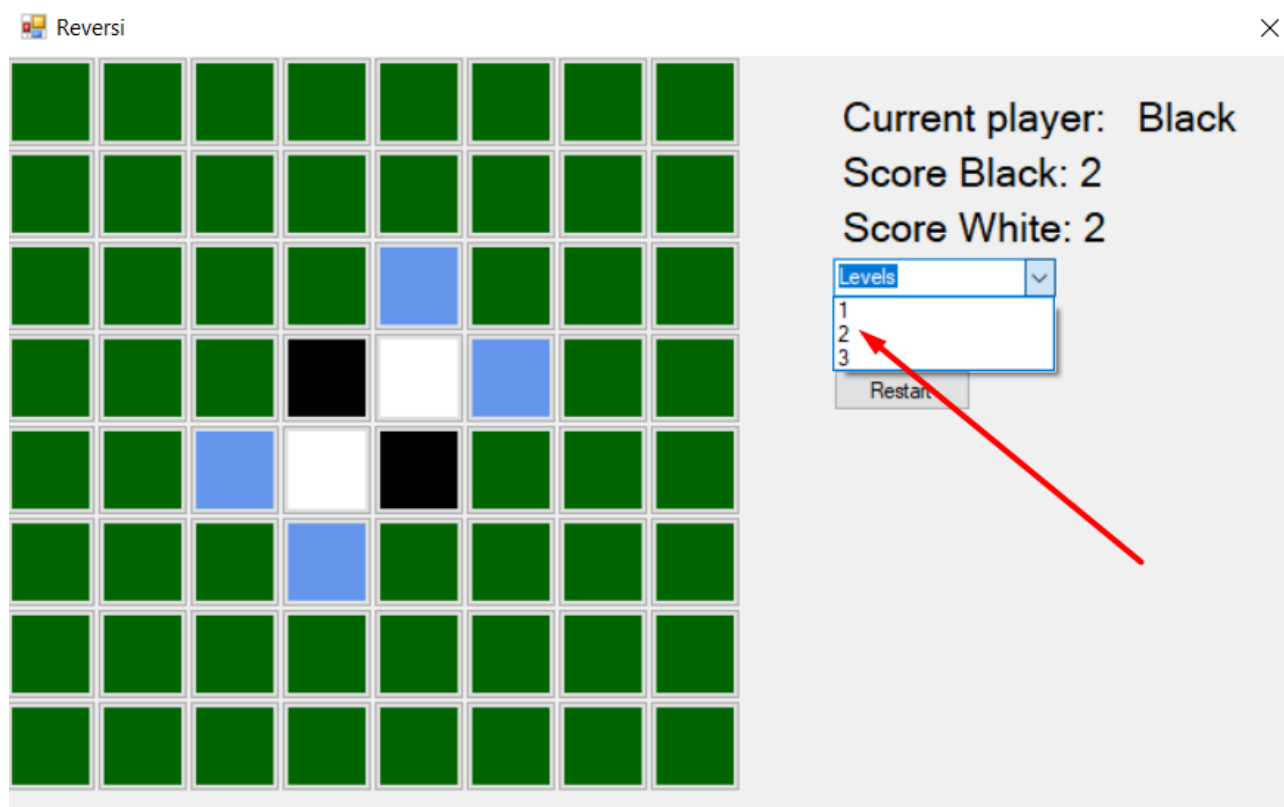 Reversi
Current player: Black
Score Black: 2
Score White: 2
Levels
1
2
3
Restart